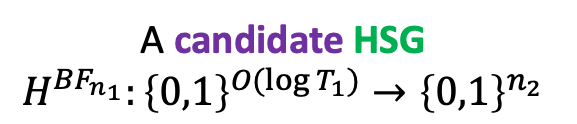 A candidate HSG
H^{BF_{n_1}}: {0,1}^{O(log T_1)} → {0,1}^{n_2}